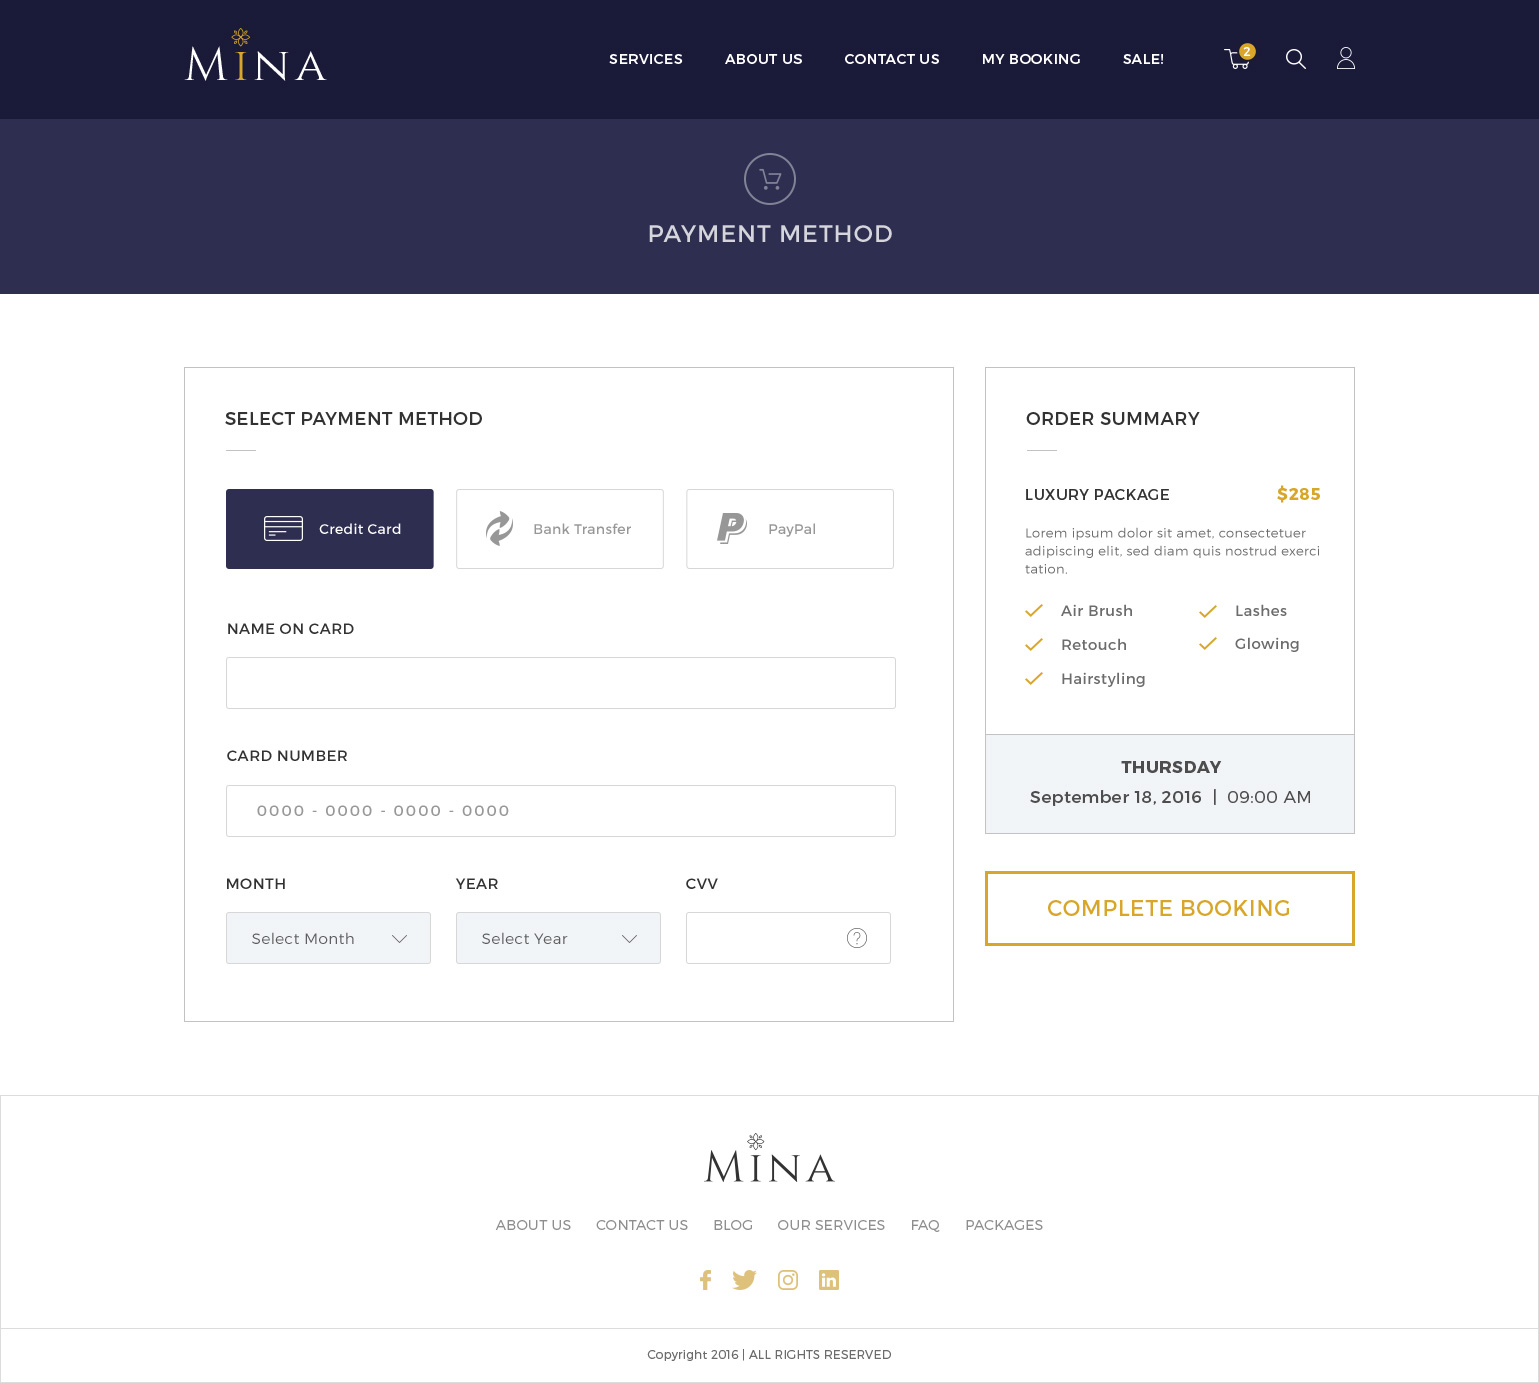 MINA
SERVICES ABOUT US CONTACT US MY BOOKING SALE! 2
PAYMENT METHOD
SELECT PAYMENT METHOD
Credit Card Bank Transfer PayPal
NAME ON CARD
CARD NUMBER
0000 - 0000 - 0000 - 0000
MONTH YEAR CVV
Select Month Select Year ?
ORDER SUMMARY
LUXURY PACKAGE $285
Lorem ipsum dolor sit amet, consectetuer
adipiscing elit, sed diam quis nostrud exerci
tation.
Air Brush Lashes
Retouch Glowing
Hairstyling
THURSDAY
September 18, 2016 | 09:00 AM
COMPLETE BOOKING
MINA
ABOUT US CONTACT US BLOG OUR SERVICES FAQ PACKAGES
Copyright 2016 | ALL RIGHTS RESERVED